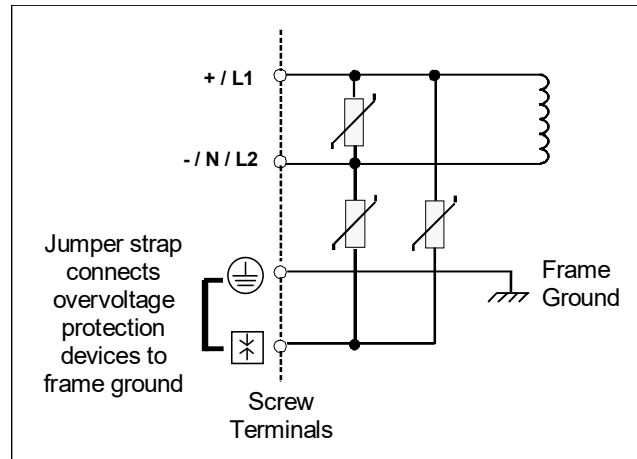 + / L1
- / N / L2
Jumper strap
connects
overvoltage
protection
devices to
frame ground
Frame
Ground
Screw
Terminals